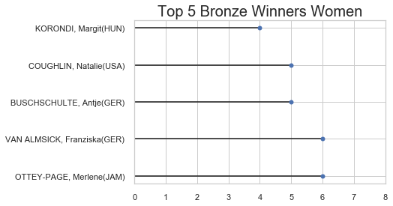 Top 5 Bronze Winners Women
KORONDI, Margit(HUN)
COUGHLIN, Natalie(USA)
BUSCHSCHULTE, Antje(GER)
VAN ALMSICK, Franziska(GER)
OTTEY-PAGE, Merlene(JAM)
0 1 2 3 4 5 6 7 8